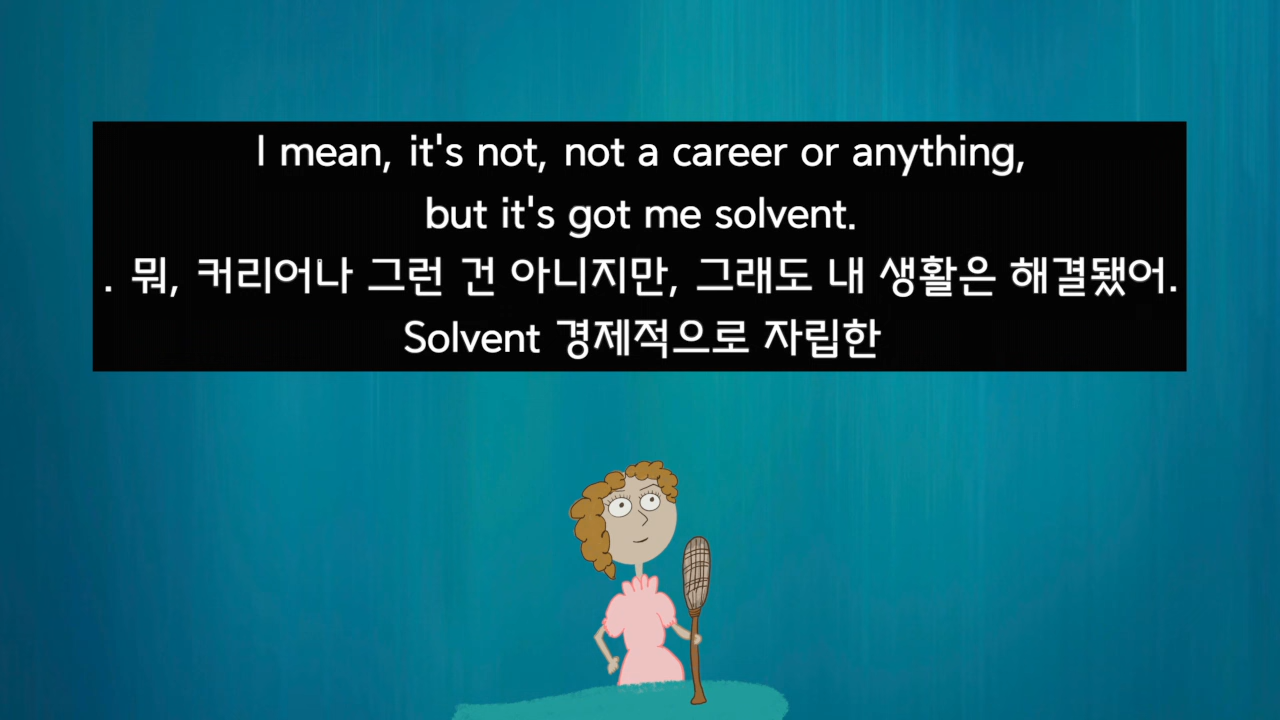 I mean, it's not, not a career or anything,
but it's got me solvent.
. 뭐, 커리어나 그런 건 아니지만, 그래도 내 생활은 해결됐어.
Solvent 경제적으로 자립한